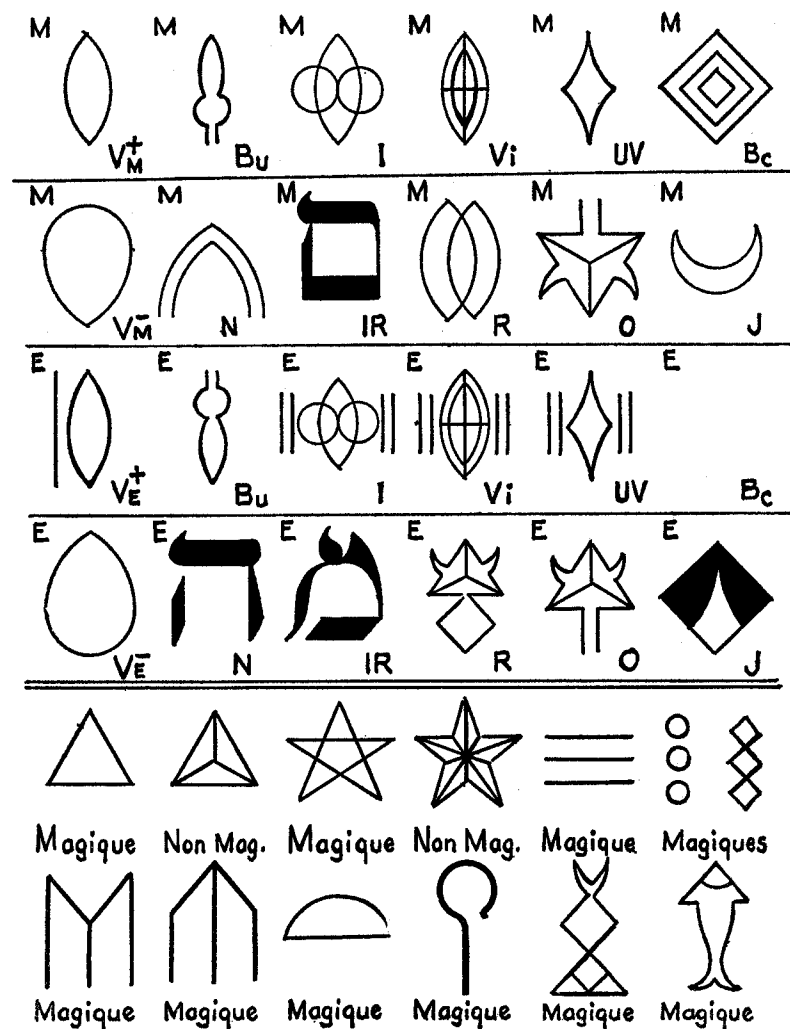 M M M M M M
V+M Bu I Vi UV Bc
M M M M M M
V-M N IR R O J
E E E E E E
V+E Bu I Vi UV Bc
E E E E E E
V-E N IR R O J
Magique Non Mag. Magique Non Mag. Magique Magiques
Magique Magique Magique Magique Magique Magique